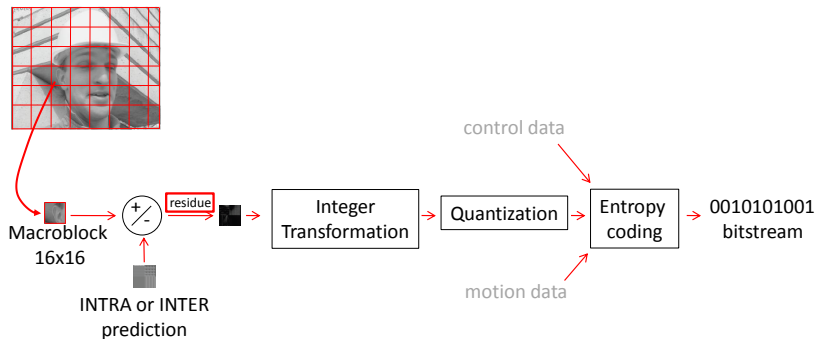 control data
residue
Macroblock
16x16
+/-
INTRA or INTER
prediction
Integer
Transformation
Quantization
Entropy
coding
0010101001
bitstream
motion data